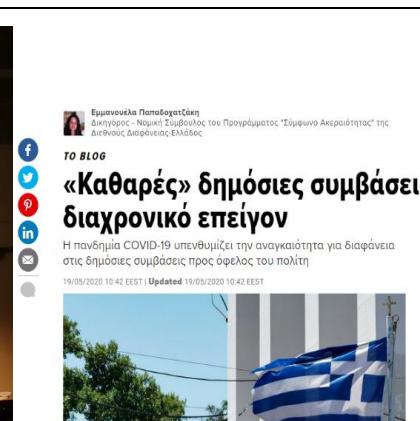 Εμμανουέλα Παπαδοχατζάκη
Δικηγόρος - Νομική Σύμβουλος του Προγράμματος "Σύμφωνο Ακεραιότητας" της
Διεθνούς Διαφάνειας-Ελλάδος
ΤΟ BLOG
«Καθαρές» δημόσιες συμβάσει
διαχρονικό επείγον
Η πανδημία COVID-19 υπενθυμίζει την αναγκαιότητα για διαφάνεια
στις δημόσιες συμβάσεις προς όφελος του πολίτη
19/05/2020 10:42 EEST | Updated 19/05/2020 10:42 EEST